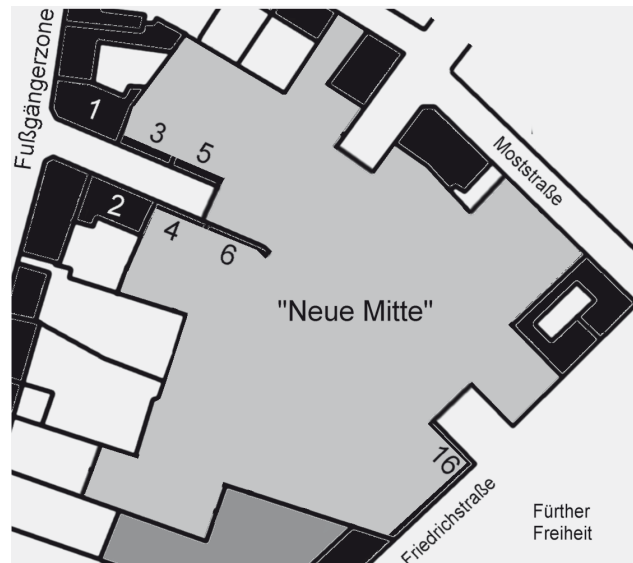 Fußgängerzone
1
3
5
2
4
6
Moststraße
"Neue Mitte"
16
Friedrichstraße
Fürther
Freiheit